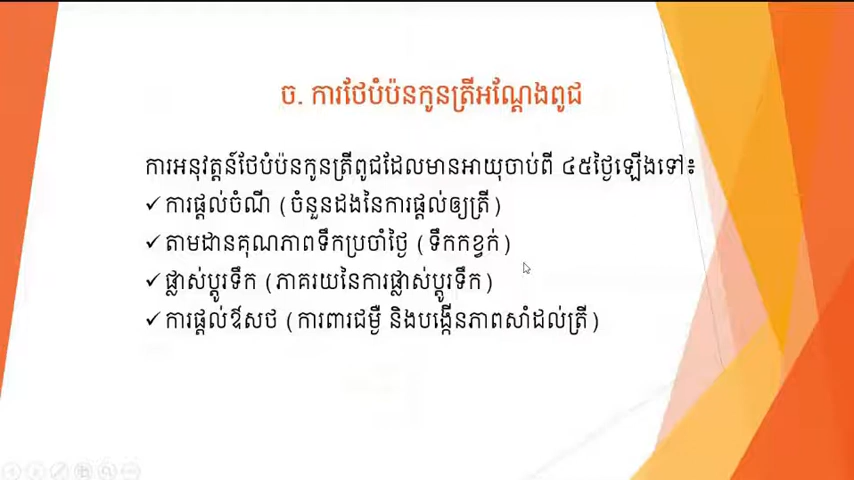 ច. ការថែបំប៉នកូនត្រីអណ្ដែងពូជ
ការអនុវត្តន៍ថែបំប៉នកូនត្រីពូជដែលមានអាយុចាប់ពី ៤៥ថ្ងៃឡើងទៅ៖
✓ ការផ្ដល់ចំណី (ចំនួនដងនៃការផ្ដល់ឲ្យត្រី)
✓ តាមដានគុណភាពទឹកប្រចាំថ្ងៃ (ទឹកកខ្វក់)
✓ ផ្លាស់ប្ដូរទឹក (ភាគរយនៃការផ្លាស់ប្ដូរទឹក)
✓ ការផ្ដល់ឪសថ (ការពារជម្ងឺ និងបង្កើនភាពសាំដល់ត្រី)